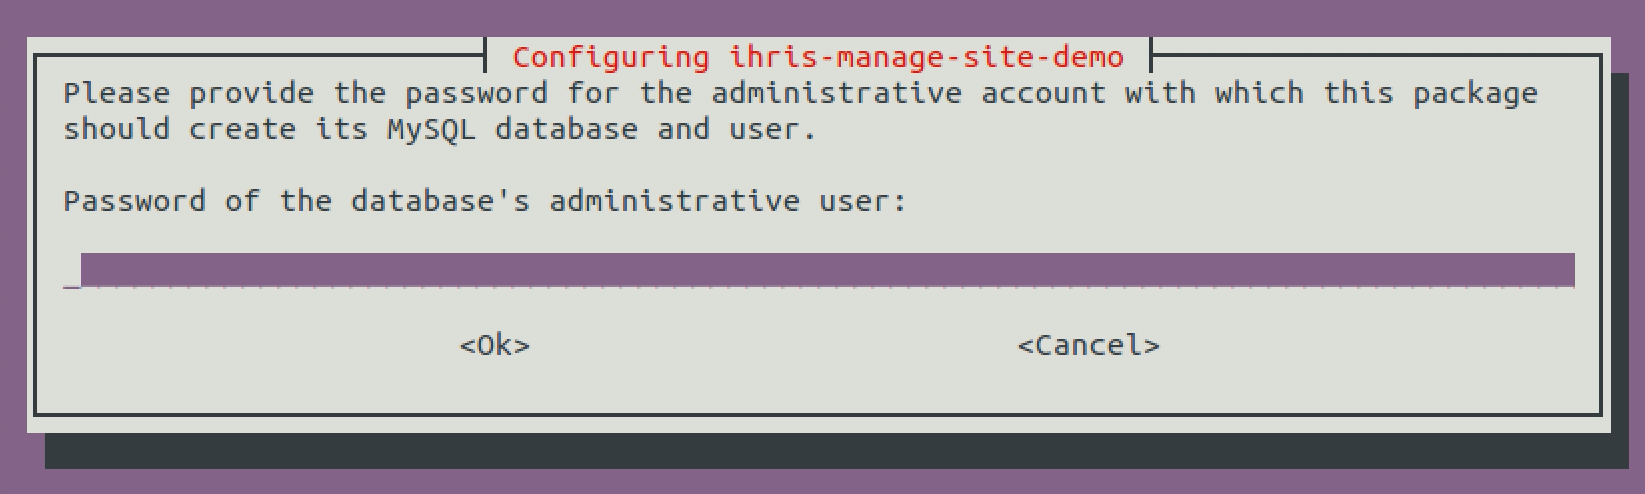 Configuring ihris-manage-site-demo
Please provide the password for the administrative account with which this package
should create its MySQL database and user.
Password of the database's administrative user:
<Ok> <Cancel>